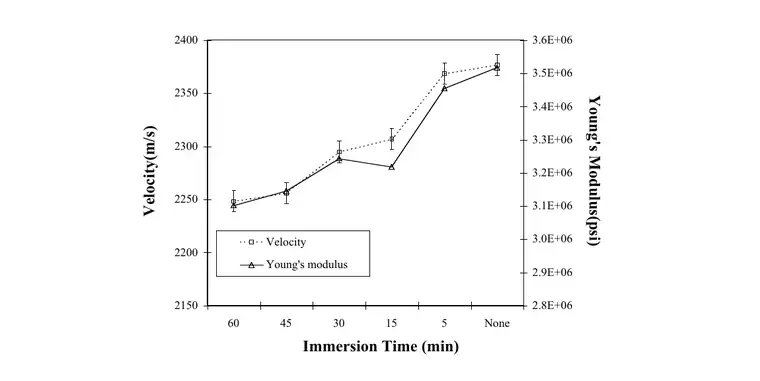 2400
2350
2300
2250
2200
2150
Velocity(m/s)
3.6E+06
3.5E+06
3.4E+06
3.3E+06
3.2E+06
3.1E+06
3.0E+06
2.9E+06
2.8E+06
Young's Modulus(psi)
Velocity
Young's modulus
60 45 30 15 5 None
Immersion Time (min)